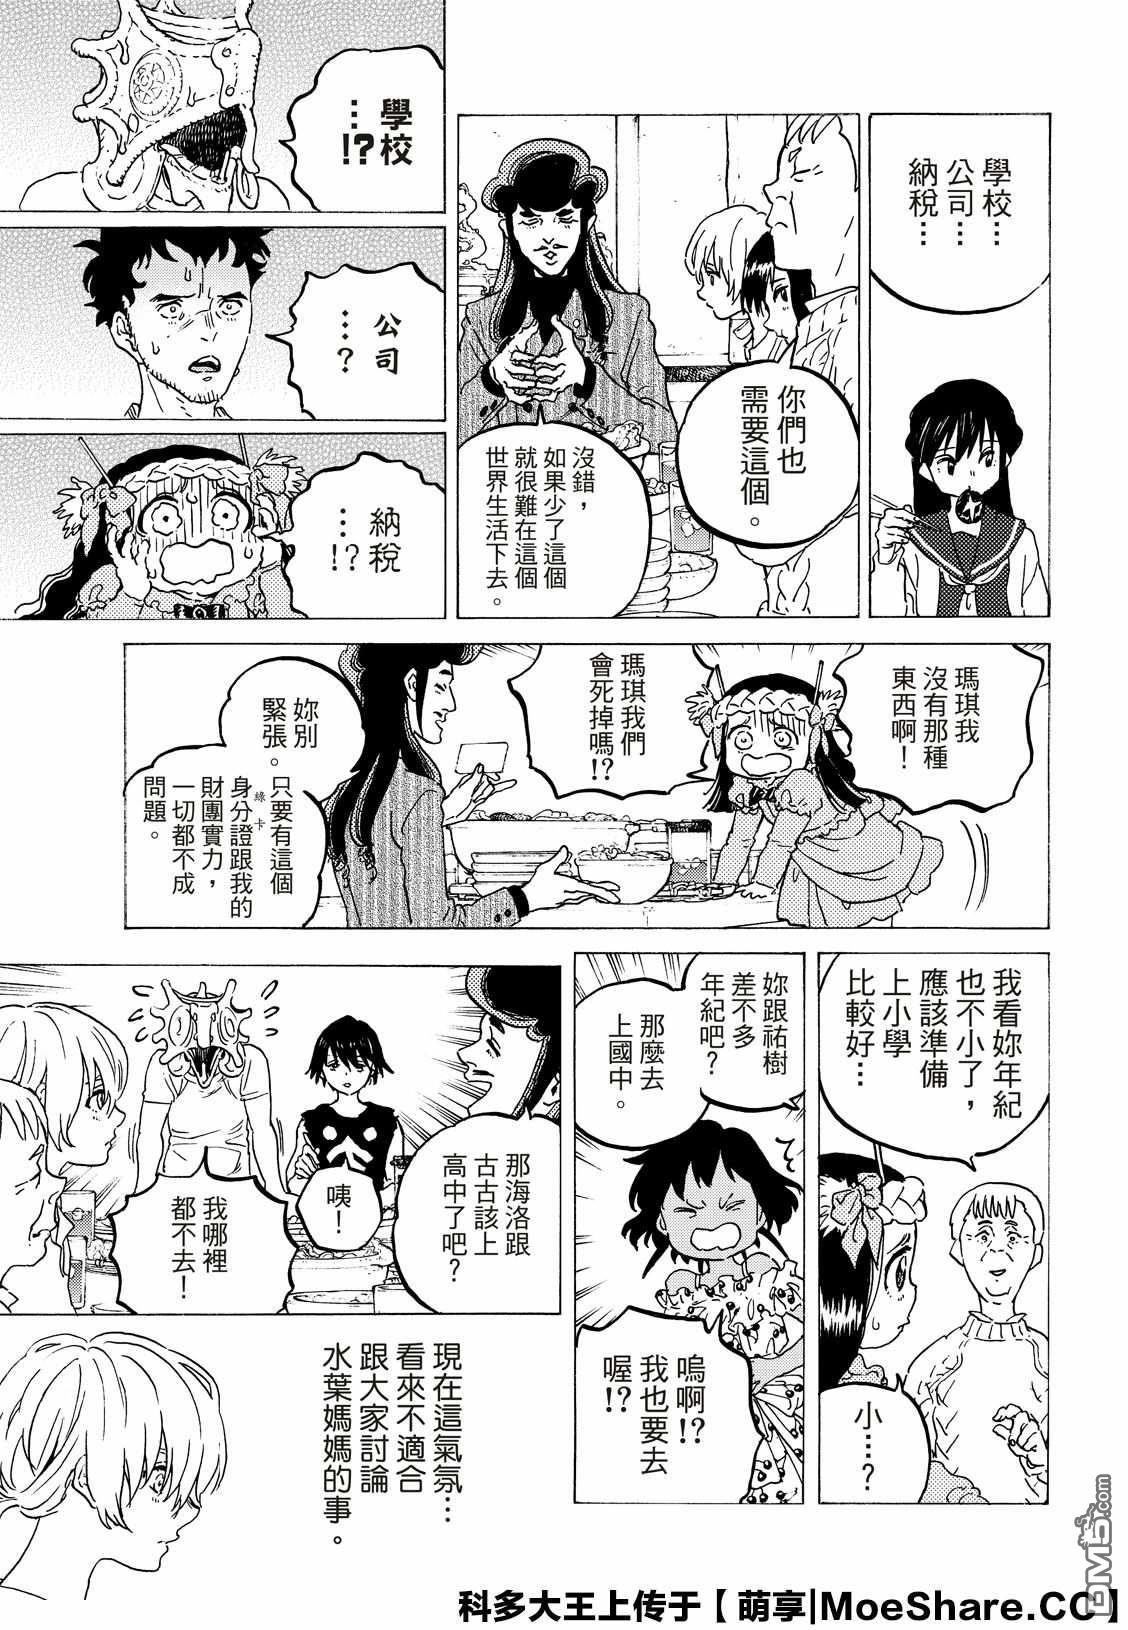 學校…
公司…
納稅…
你們也
需要這個。
沒錯，
如果少了這個
就很難在這個
世界生活下去。
學校
…!?
公司
…?
納稅
…!?
瑪琪我
沒有那種
東西啊！
瑪琪我們
會死掉嗎!?
妳別
緊張。
只要有這個
身分證跟我的
綠卡
財團實力，
一切都不成
問題。
我看妳年紀
也不小了，
應該準備
上小學
比較好…
小…?
妳跟祐樹
差不多
年紀吧?
那麼去
上國中。
嗚啊!?
我也要去
喔!?
那海洛跟
古古該上
高中了吧?
咦！
我哪裡
都不去！
現在這氣氛…
看來不適合
跟大家討論
水葉媽媽的事。
DM5.com
科多大王上传于【萌享|MoeShare.CC】